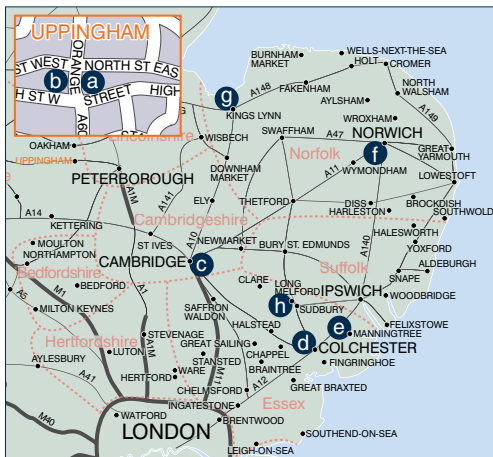 UPPINGHAM
ST WEST
ORANGE
NORTH ST EAST
b
a
H ST W
STREET
HIGH
A60
BURNHAM
MARKET
WELLS-NEXT-THE-SEA
HOLT
CROMER
g
A148
FAKENHAM
NORTH
WALSHAM
AYLSHAM
A149
KINGS LYNN
WROXHAM
Lincolnshire
WISBECH
SWAFFHAM
A47
NORWICH
OAKHAM
UPPINGHAM
Norfolk
f
GREAT
YARMOUTH
PETERBOROUGH
DOWNHAM
MARKET
A11
WYMONDHAM
LOWESTOFT
A1M
A141
ELY
THETFORD
DISS
HARLESTON
BROCKDISH
SOUTHWOLD
A14
KETTERING
Cambridgeshire
ST IVES
A10
NEWMARKET
BURY ST. EDMUNDS
A140
HALESWORTH
YOXFORD
MOULTON
NORTHAMPTON
CAMBRIDGE
c
Suffolk
ALDEBURGH
SNAPE
Bedfordshire
BEDFORD
CLARE
LONG
MELFORD
IPSWICH
WOODBRIDGE
A5
M1
A1
MILTON KEYNES
SAFFRON
WALDON
h
SUDBURY
FELIXSTOWE
HALSTEAD
e
MANNINGTREE
Hertfordshire
STEVENAGE
GREAT SAILING
d
COLCHESTER
LUTON
A1M
STANSTED
CHAPPEL
FINGRINGHOE
AYLESBURY
WARE
BRAINTREE
A41
HERTFORD
M11
CHELMSFORD
A12
GREAT BRAXTED
INGATESTONE
Essex
M40
WATFORD
BRENTWOOD
LONDON
SOUTHEND-ON-SEA
LEIGH-ON-SEA